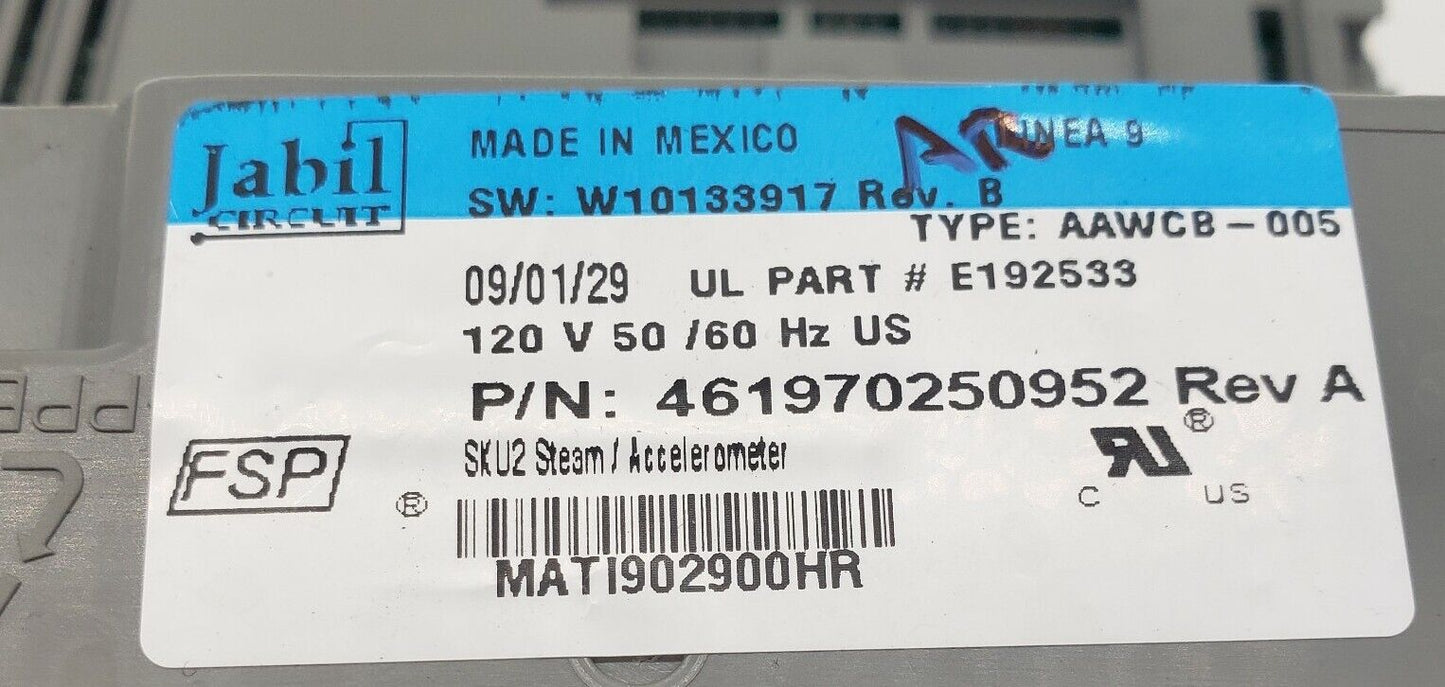 Jabil
CIRCUIT
MADE IN MEXICO
LINEA 9
SW: W10133917 Rev. B
TYPE: AAWCB-005
09/01/29 UL PART # E192533
120 V 50 /60 Hz US
P/N: 461970250952 Rev A
SKU2 Steam / Accelerometer
FSP ®
®
C US
MATI902900HR